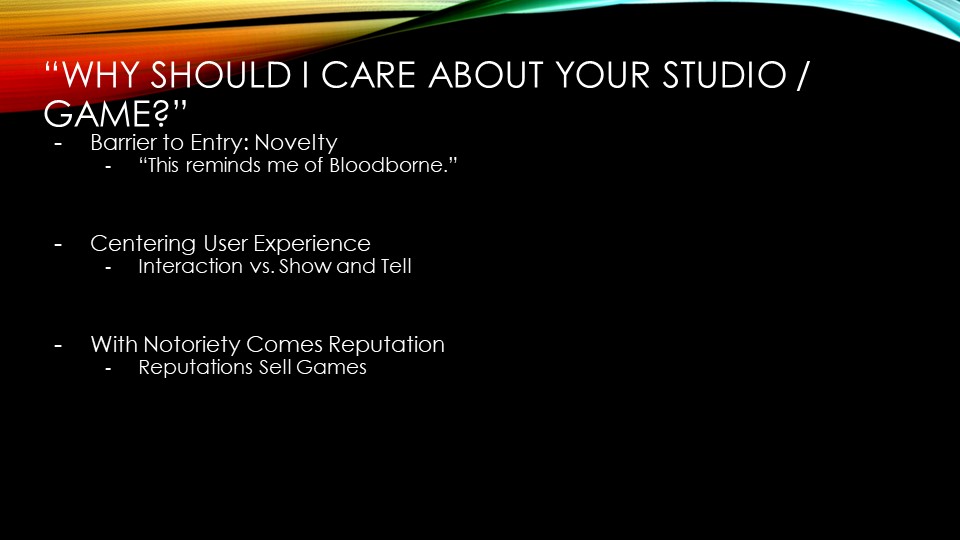 “WHY SHOULD I CARE ABOUT YOUR STUDIO /
GAME?”
- Barrier to Entry: Novelty
- “This reminds me of Bloodborne.”
- Centering User Experience
- Interaction vs. Show and Tell
- With Notoriety Comes Reputation
- Reputations Sell Games